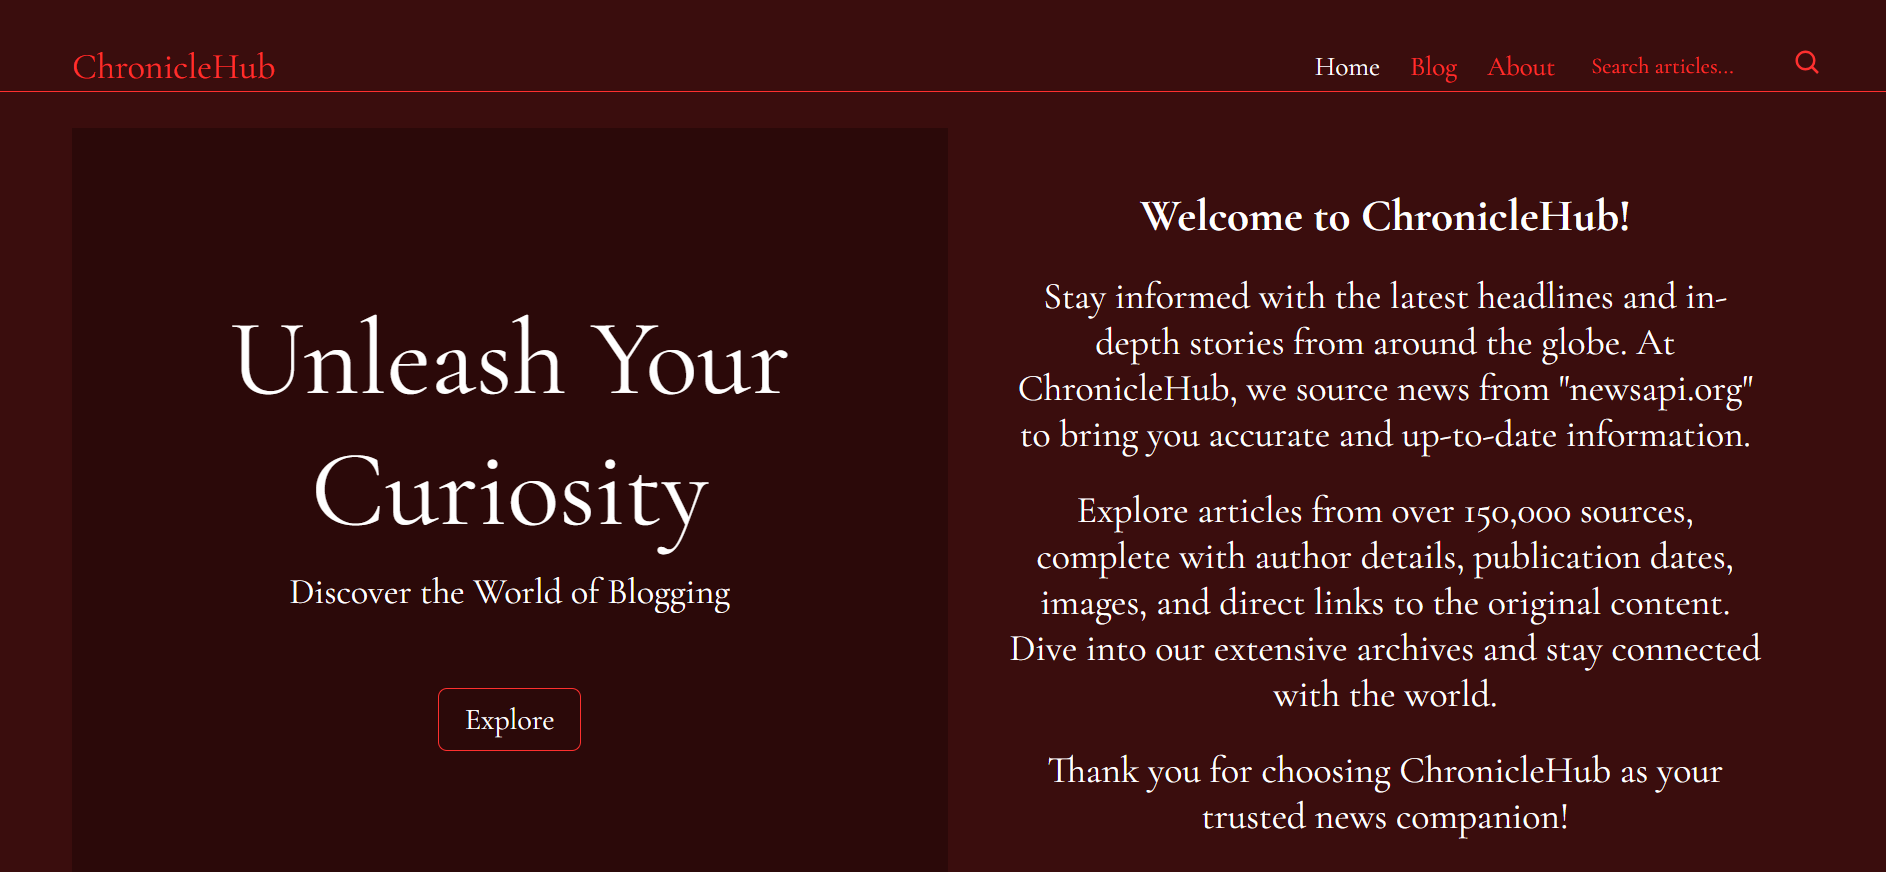 ChronicleHub
Home Blog About Search articles...
Unleash Your
Curiosity
Discover the World of Blogging
Explore
Welcome to ChronicleHub!
Stay informed with the latest headlines and in-
depth stories from around the globe. At
ChronicleHub, we source news from "newsapi.org"
to bring you accurate and up-to-date information.
Explore articles from over 150,000 sources,
complete with author details, publication dates,
images, and direct links to the original content.
Dive into our extensive archives and stay connected
with the world.
Thank you for choosing ChronicleHub as your
trusted news companion!